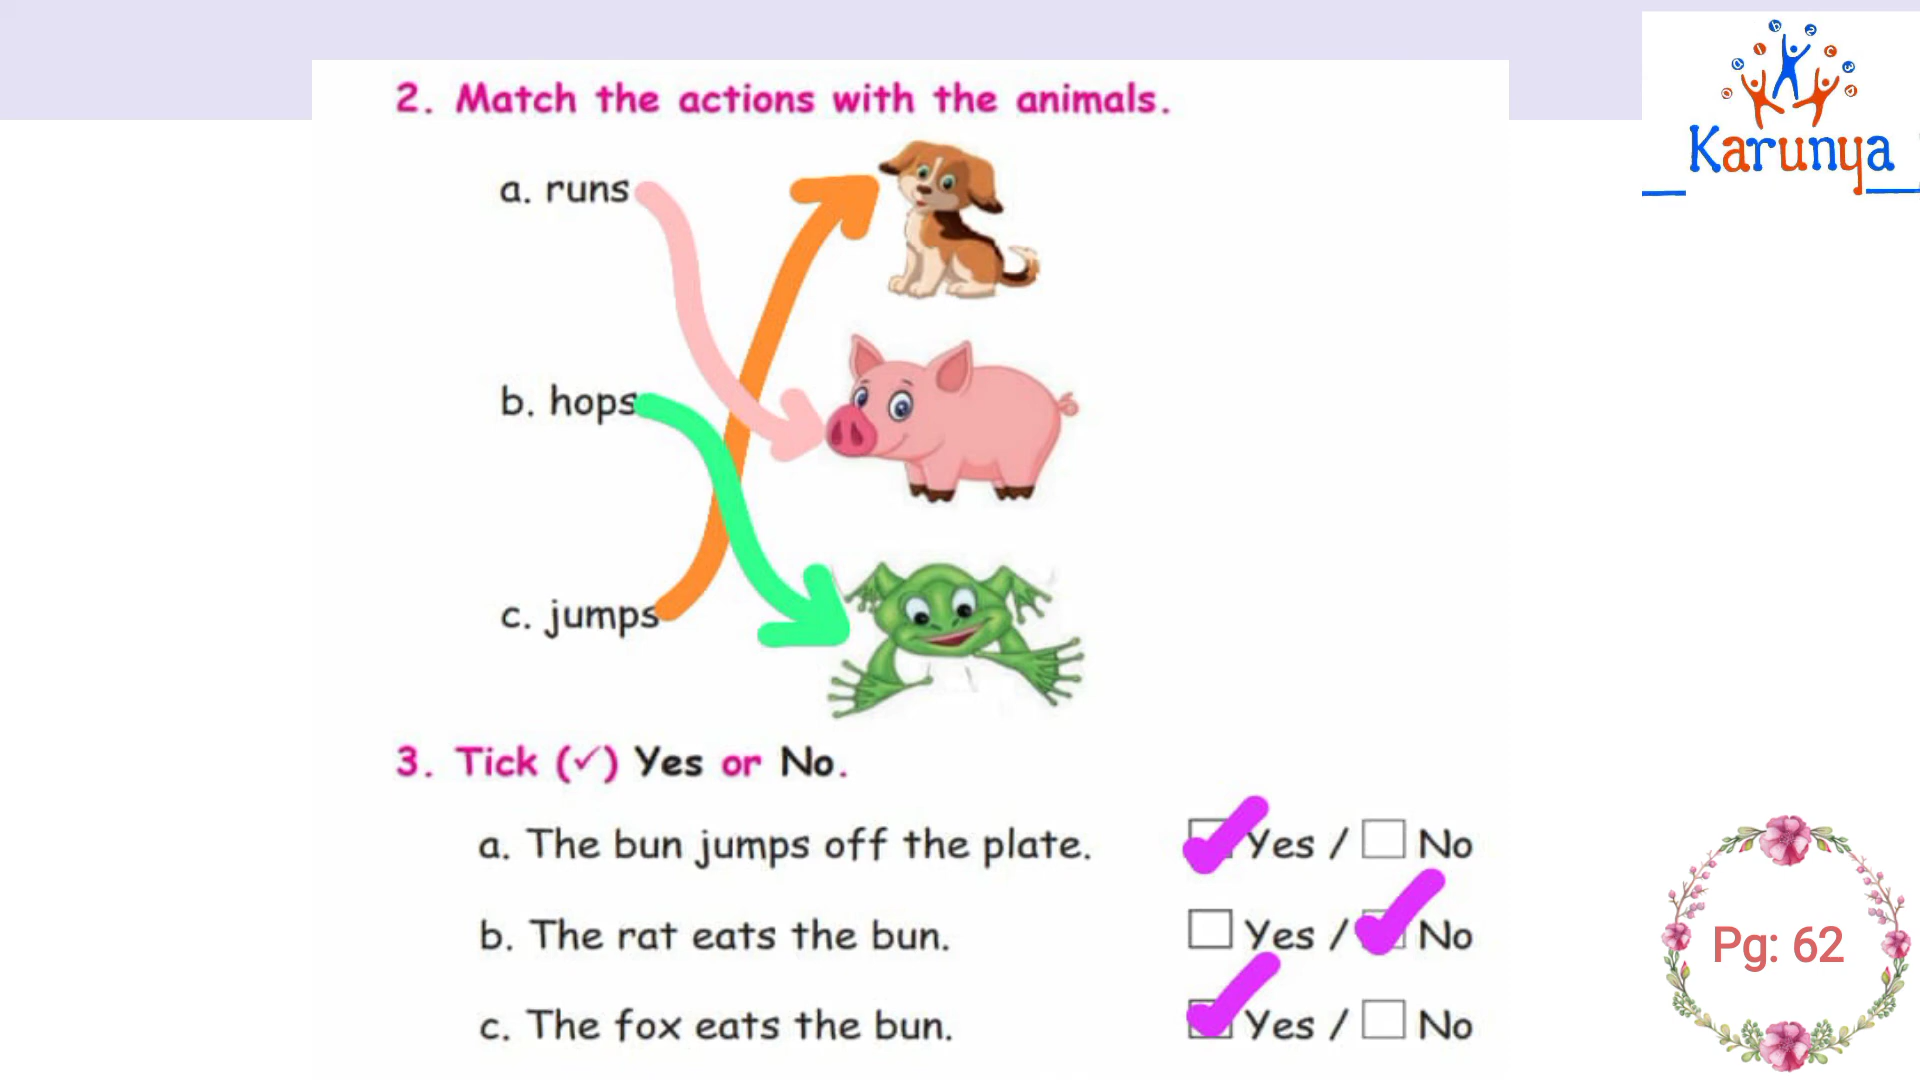 Karunya
2. Match the actions with the animals.
a. runs
b. hops
c. jumps
3. Tick (✓) Yes or No.
a. The bun jumps off the plate. Yes / No
b. The rat eats the bun. Yes / No
c. The fox eats the bun. Yes / No
Pg: 62